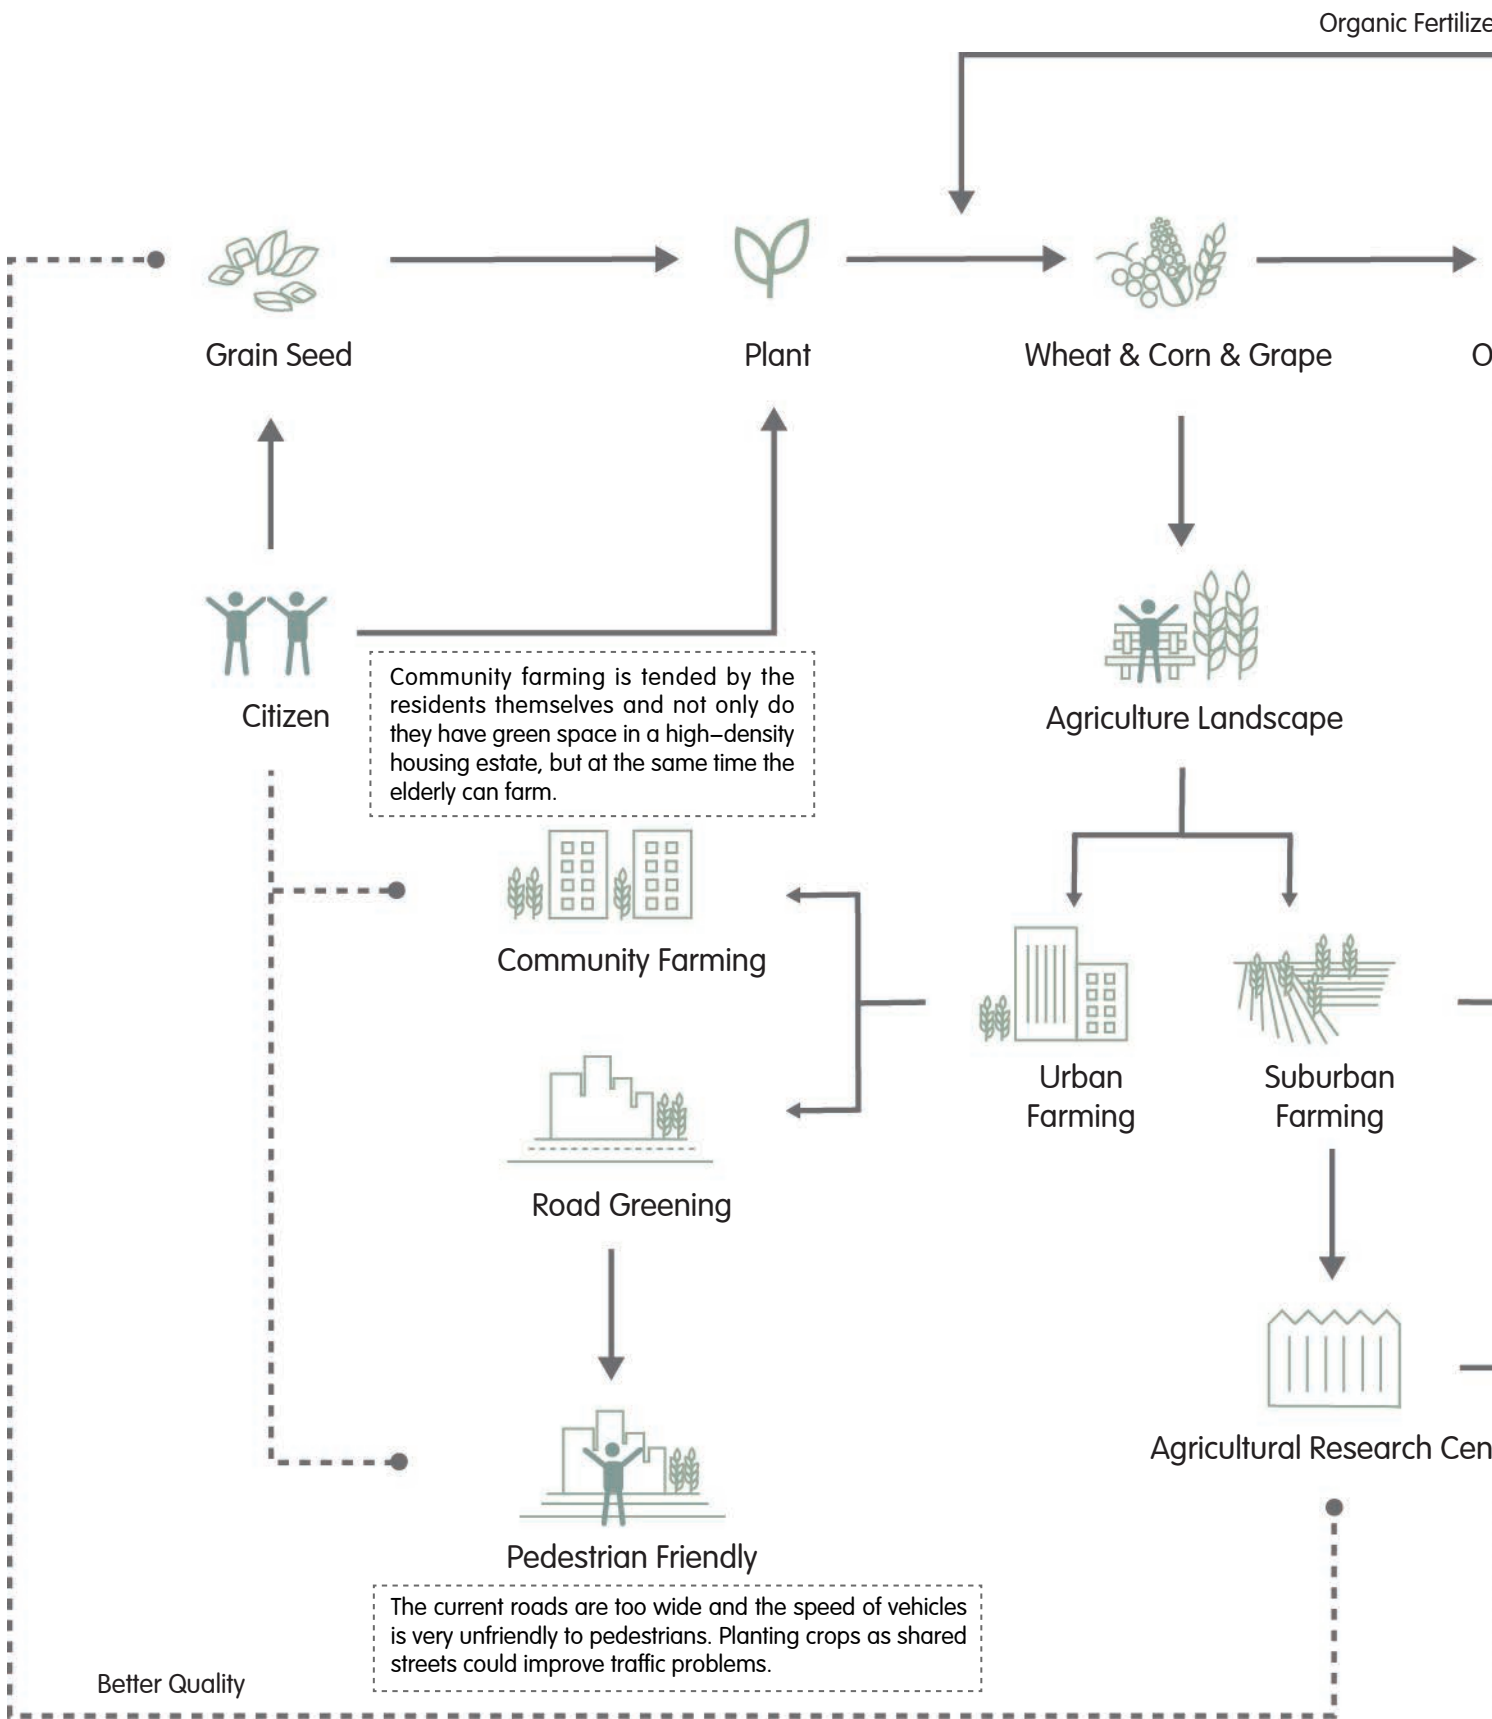 Organic Fertilize
Grain Seed
Plant
Wheat & Corn & Grape
O
Citizen
Community farming is tended by the
residents themselves and not only do
they have green space in a high–density
housing estate, but at the same time the
elderly can farm.
Agriculture Landscape
Community Farming
Urban
Farming
Suburban
Farming
Road Greening
Agricultural Research Cen
Pedestrian Friendly
The current roads are too wide and the speed of vehicles
is very unfriendly to pedestrians. Planting crops as shared
streets could improve traffic problems.
Better Quality